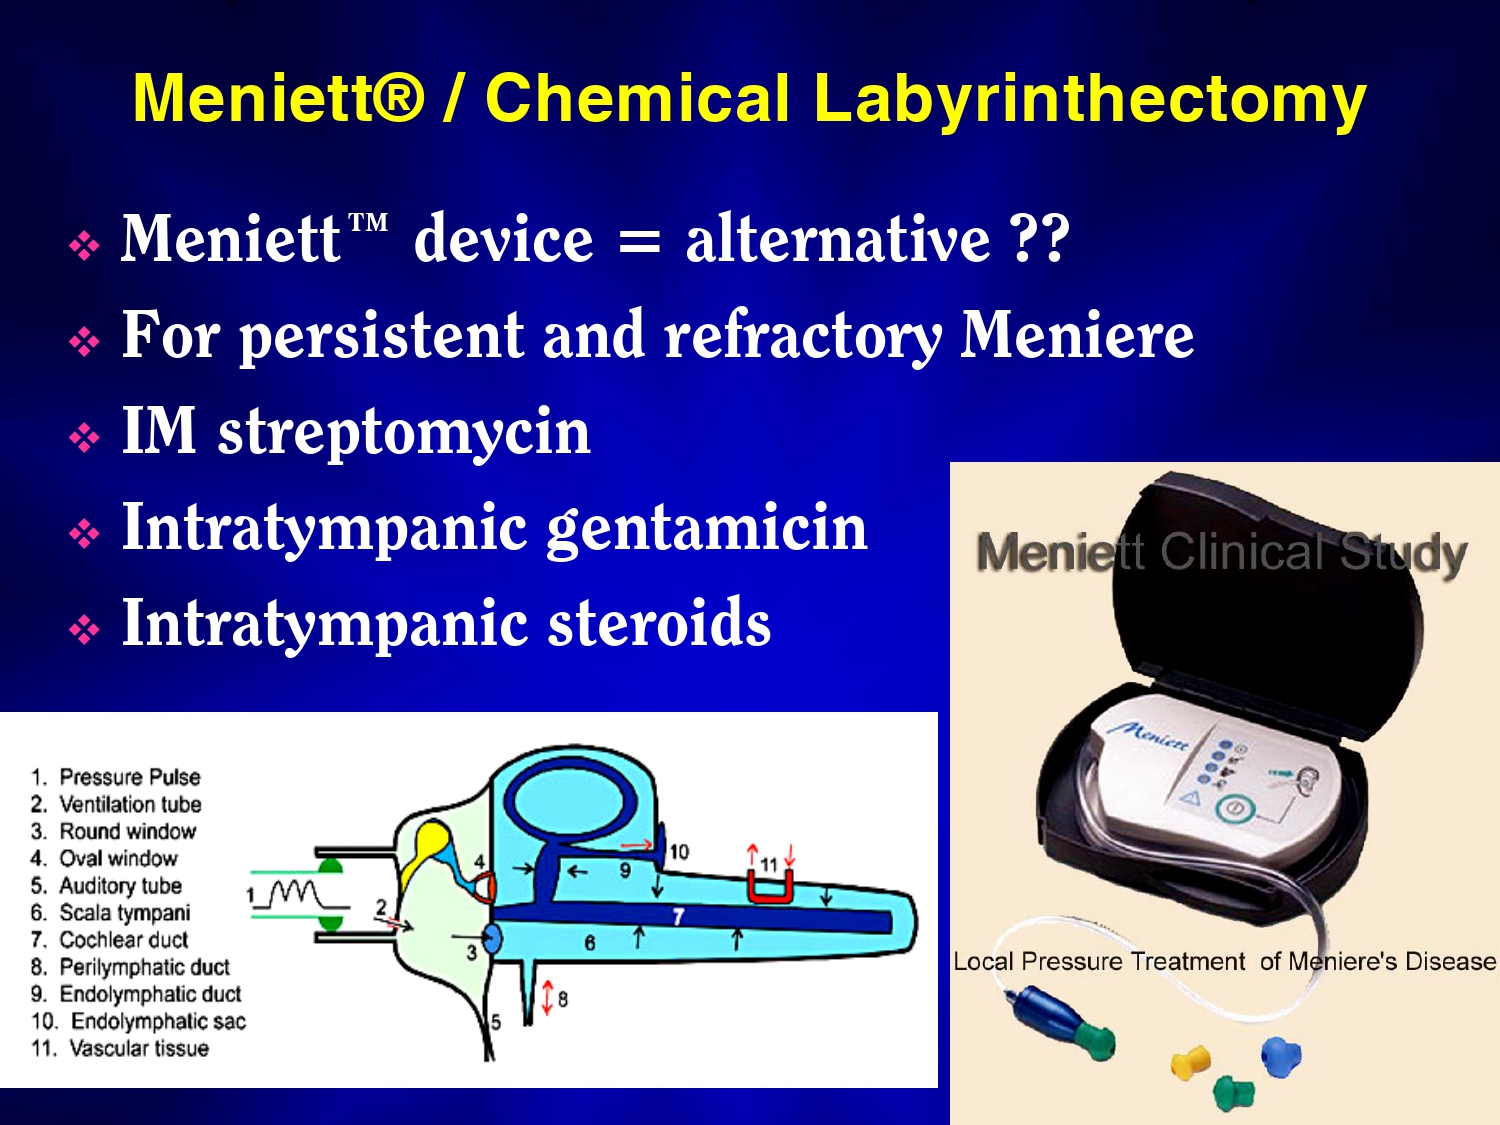 Meniett® / Chemical Labyrinthectomy
Meniett™ device = alternative ??
For persistent and refractory Meniere
IM streptomycin
Intratympanic gentamicin
Intratympanic steroids
1. Pressure Pulse
2. Ventilation tube
3. Round window
4. Oval window
5. Auditory tube
6. Scala tympani
7. Cochlear duct
8. Perilymphatic duct
9. Endolymphatic duct
10. Endolymphatic sac
11. Vascular tissue
1
2
3
4
5
6
7
8
9
10
11
Meniett Clinical Study
Meniett
Local Pressure Treatment of Meniere's Disease